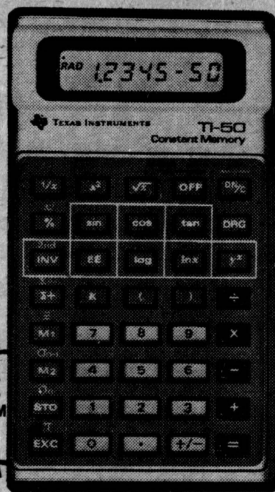 RAD 1.2345-50
TEXAS INSTRUMENTS TI-50
Constant Memory
1/x x² √x OFF ON/C
% sin cos tan DRG
2nd
INV EE log lnx yˣ
Σ+ K ( ) ÷
M1 7 8 9 ×
M2 4 5 6 −
STO 1 2 3 +
π
EXC 0 . +/− =
M